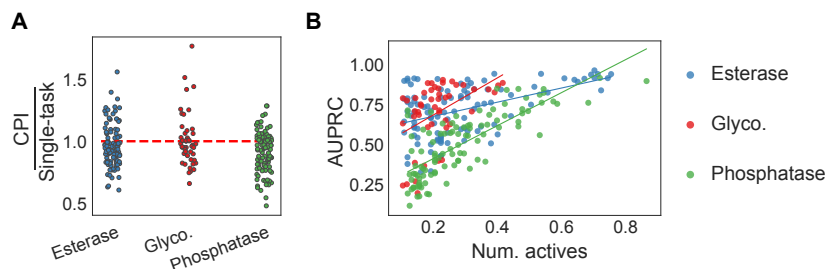 A
CPI
Single-task
1.5
1.0
0.5
Esterase
Glyco.
Phosphatase
B
AUPRC
1.00
0.75
0.50
0.25
0.2
0.4
0.6
0.8
Num. actives
Esterase
Glyco.
Phosphatase